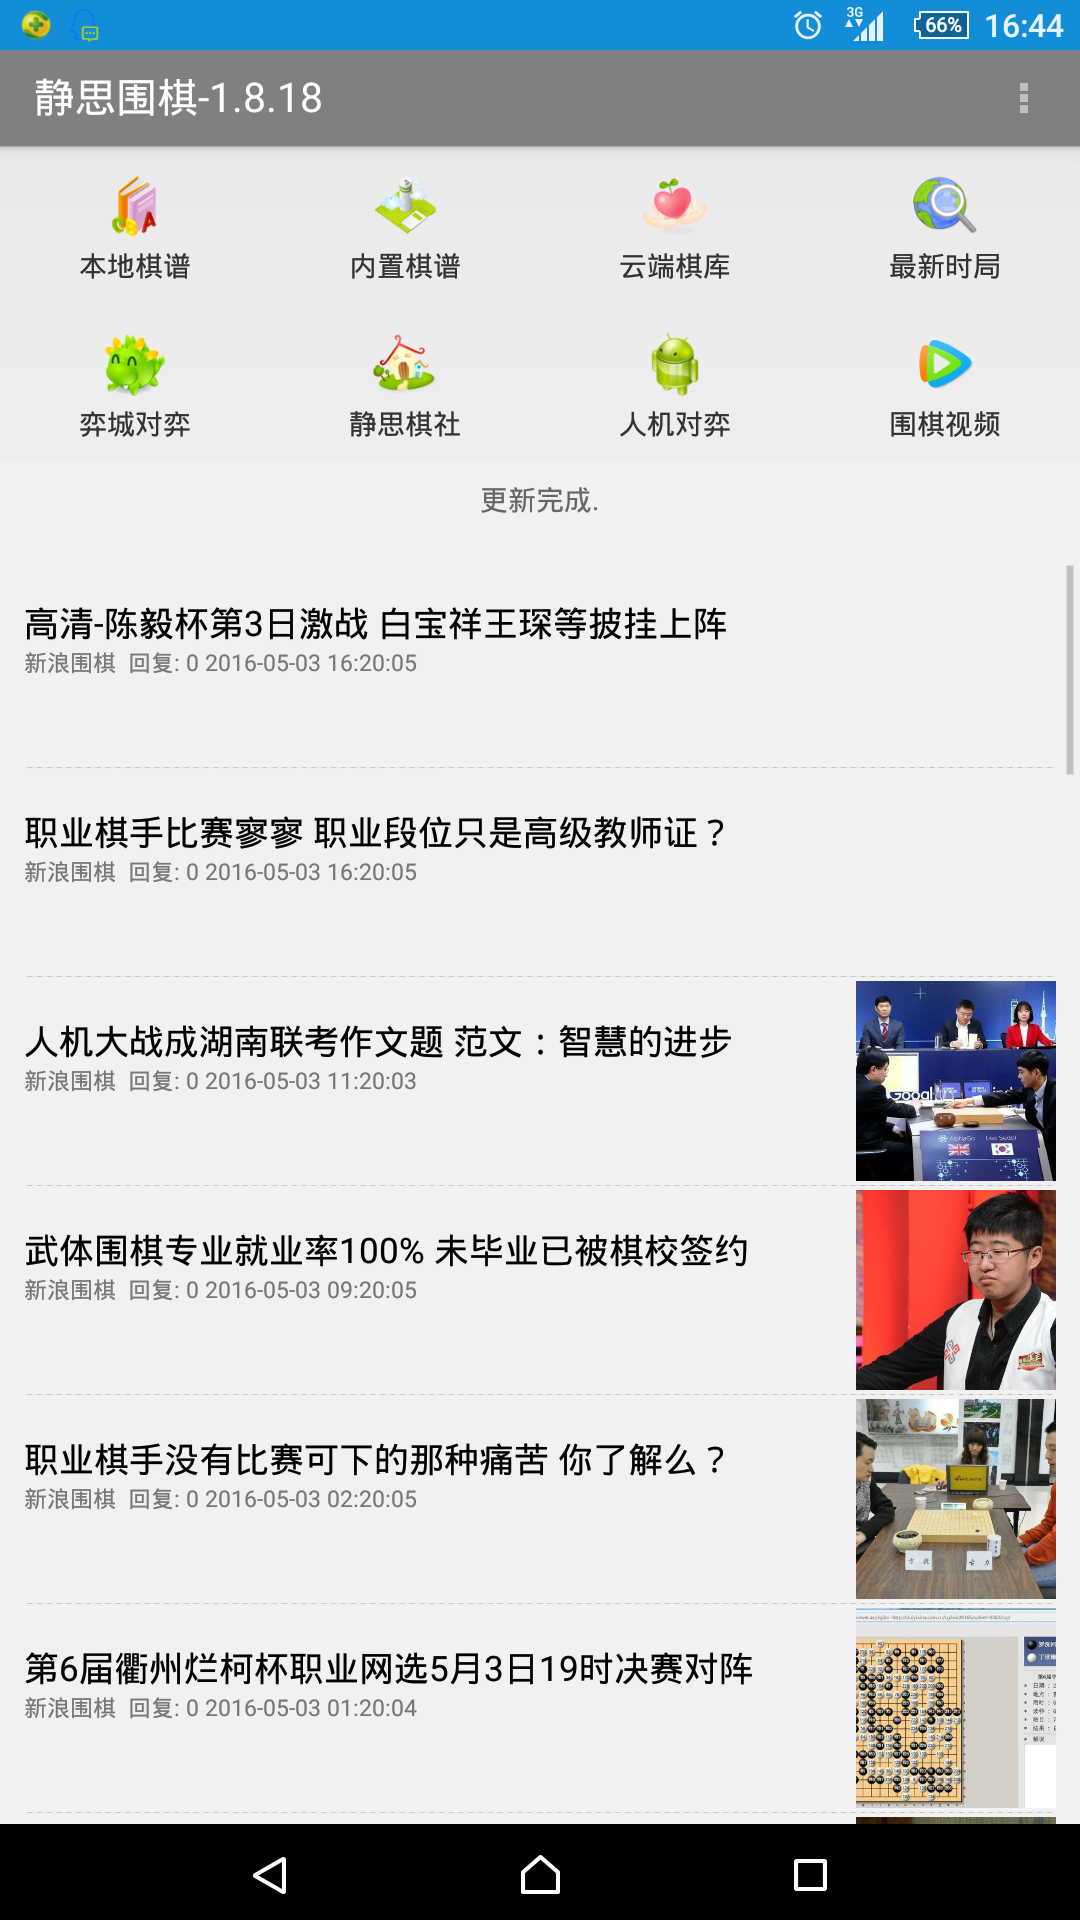 3G
66%
16:44
静思围棋-1.8.18
本地棋谱
内置棋谱
云端棋库
最新时局
弈城对弈
静思棋社
人机对弈
围棋视频
更新完成.
高清-陈毅杯第3日激战 白宝祥王琛等披挂上阵
新浪围棋 回复: 0 2016-05-03 16:20:05
职业棋手比赛寥寥 职业段位只是高级教师证？
新浪围棋 回复: 0 2016-05-03 16:20:05
人机大战成湖南联考作文题 范文：智慧的进步
新浪围棋 回复: 0 2016-05-03 11:20:03
AlphaGo
Lee Sedol
武体围棋专业就业率100% 未毕业已被棋校签约
新浪围棋 回复: 0 2016-05-03 09:20:05
职业棋手没有比赛可下的那种痛苦 你了解么？
新浪围棋 回复: 0 2016-05-03 02:20:05
第6届衢州烂柯杯职业网选5月3日19时决赛对阵
新浪围棋 回复: 0 2016-05-03 01:20:04